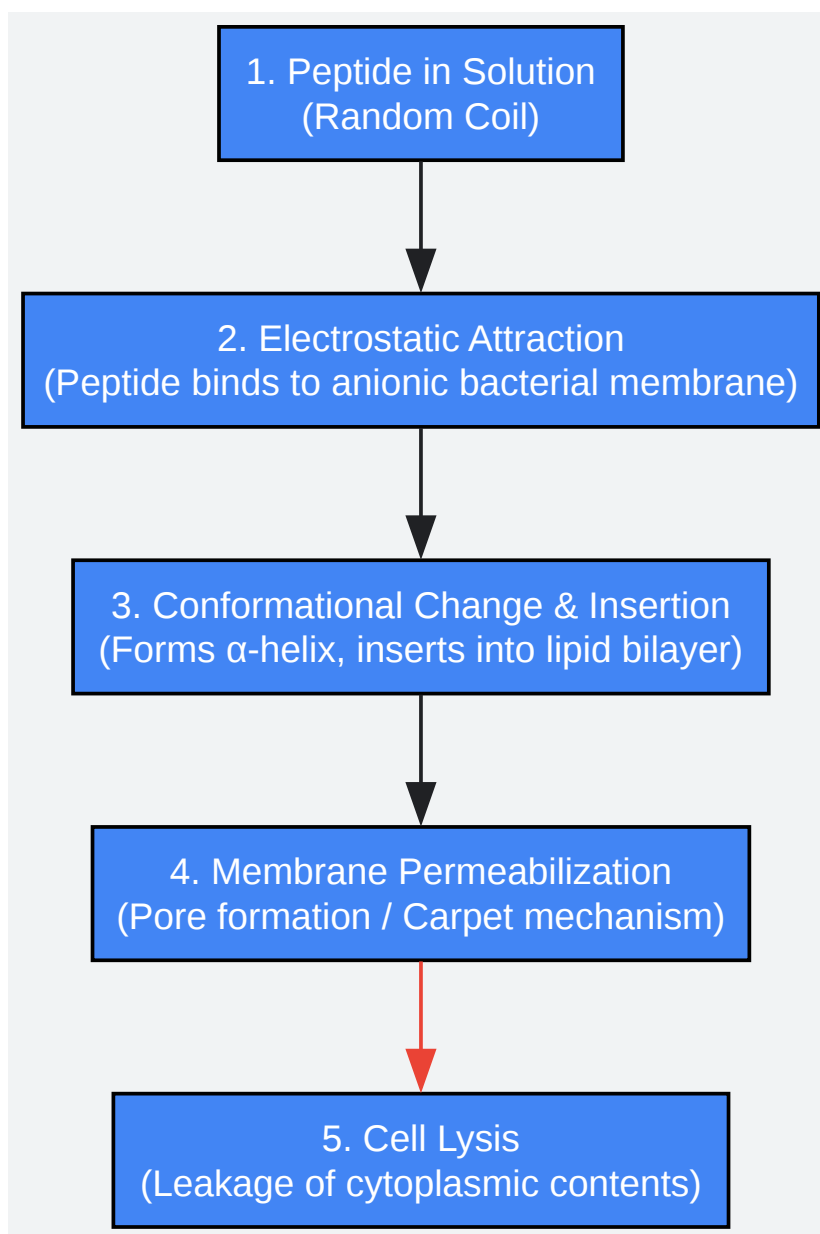 1. Peptide in Solution
(Random Coil)
2. Electrostatic Attraction
(Peptide binds to anionic bacterial membrane)
3. Conformational Change & Insertion
(Forms α-helix, inserts into lipid bilayer)
4. Membrane Permeabilization
(Pore formation / Carpet mechanism)
5. Cell Lysis
(Leakage of cytoplasmic contents)